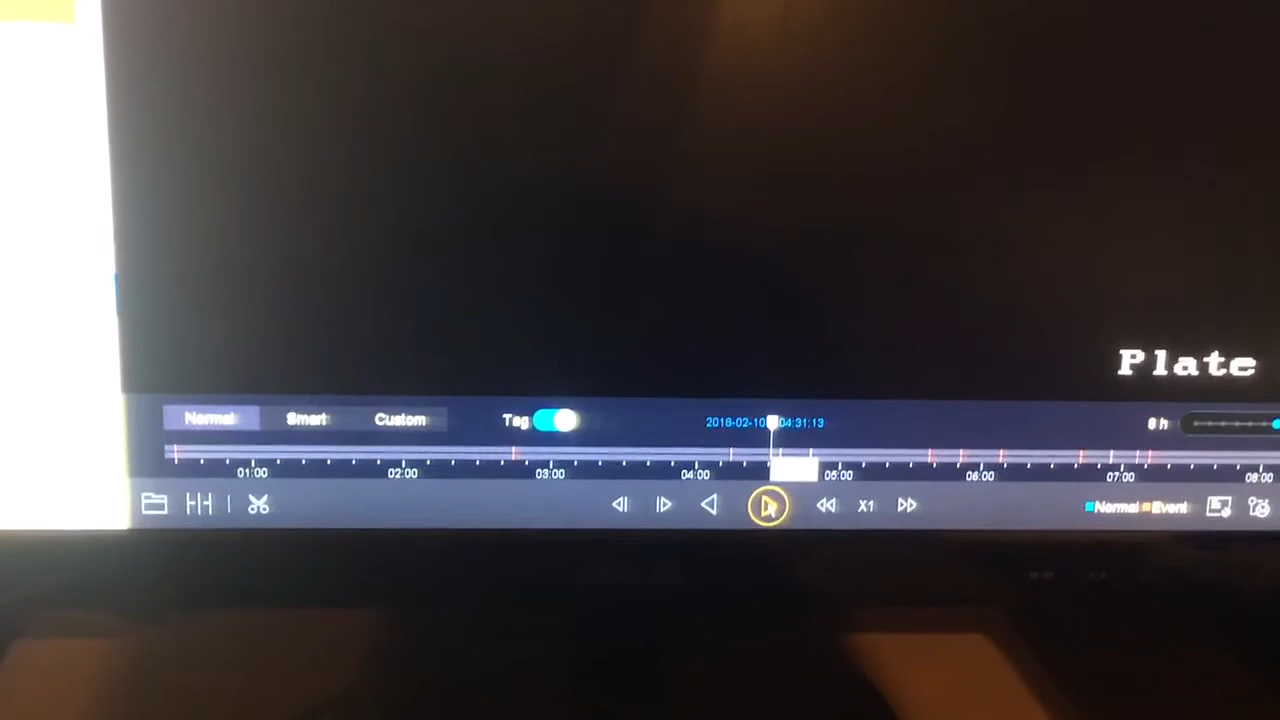 Plate
Normal Smart Custom Tag 2018-02-10 04:31:13 8 h
01:00 02:00 03:00 04:00 05:00 06:00 07:00 08:00
X1 Normal Event